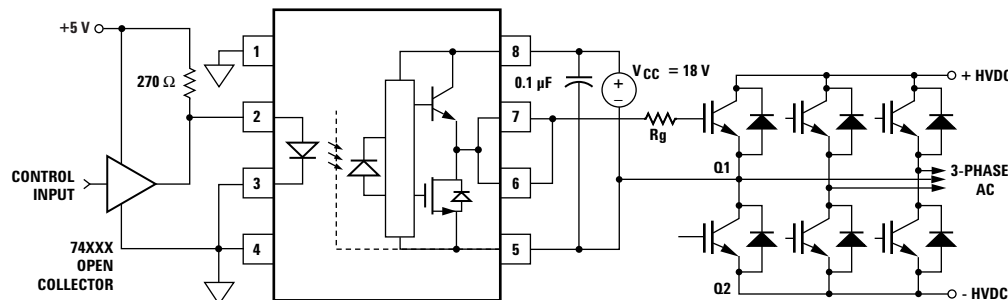 +5 V
270 Ω
CONTROL
INPUT
74XXX
OPEN
COLLECTOR
1
2
3
4
8
7
6
5
0.1 µF
V CC = 18 V
+
−
Rg
Q1
Q2
+ HVDC
3-PHASE
AC
- HVDC